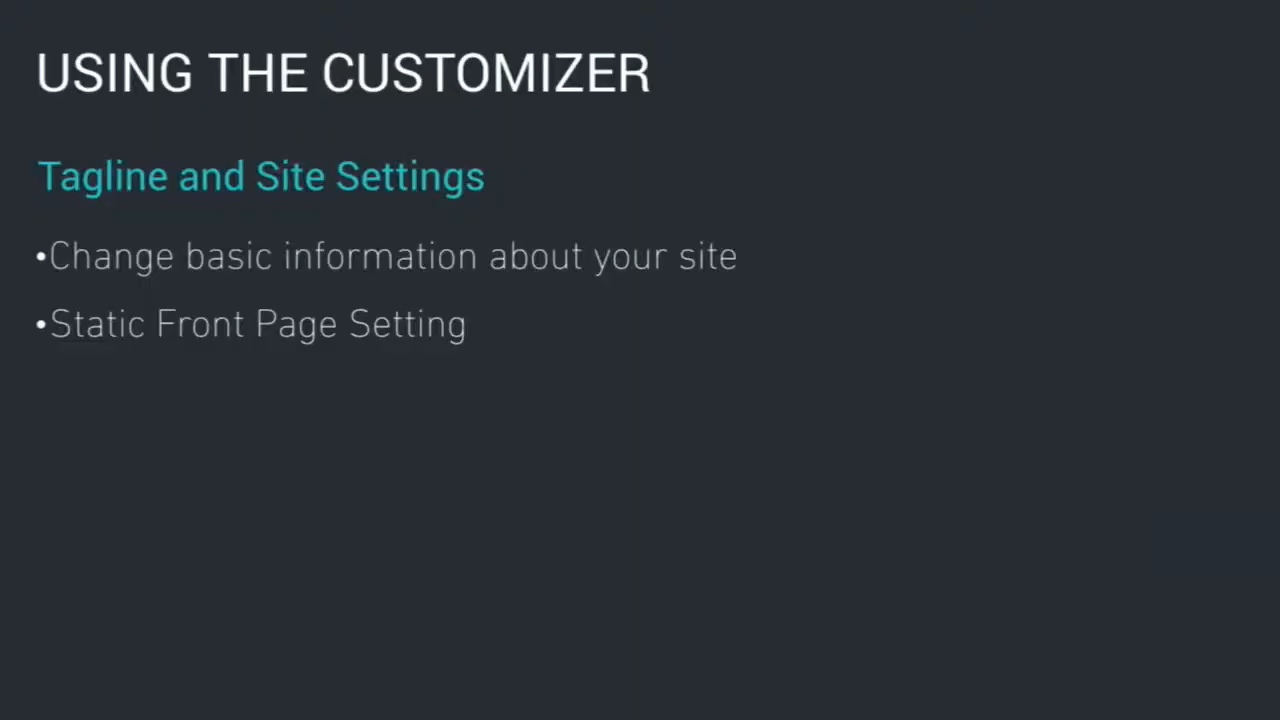 USING THE CUSTOMIZER
Tagline and Site Settings
•Change basic information about your site
•Static Front Page Setting